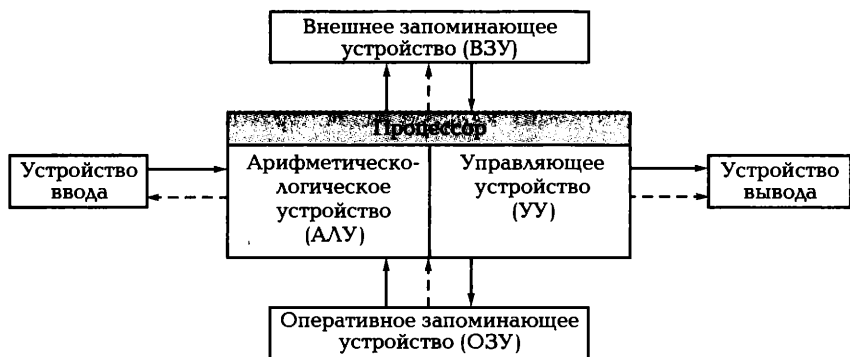 Внешнее запоминающее
устройство (ВЗУ)
Процессор
Устройство
ввода
Арифметическо-
логическое
устройство
(АЛУ)
Управляющее
устройство
(УУ)
Устройство
вывода
Оперативное запоминающее
устройство (ОЗУ)